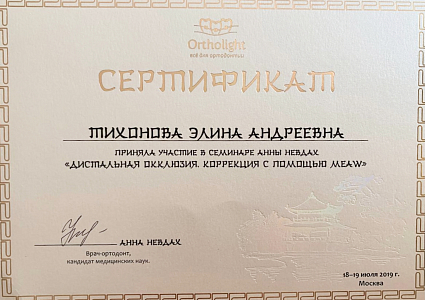 Ortholight
всё для ортодонтии
СЕРТИФИКАТ
ТИХОНОВА ЭЛИНА АНДРЕЕВНА
ПРИНЯЛА УЧАСТИЕ В СЕМИНАРЕ АННЫ НЕВДАХ
«ДИСТАЛЬНАЯ ОККЛЮЗИЯ. КОРРЕКЦИЯ С ПОМОЩЬЮ MEAW»
АННА НЕВДАХ
Врач-ортодонт,
кандидат медицинских наук.
18-19 июля 2019 г.
Москва